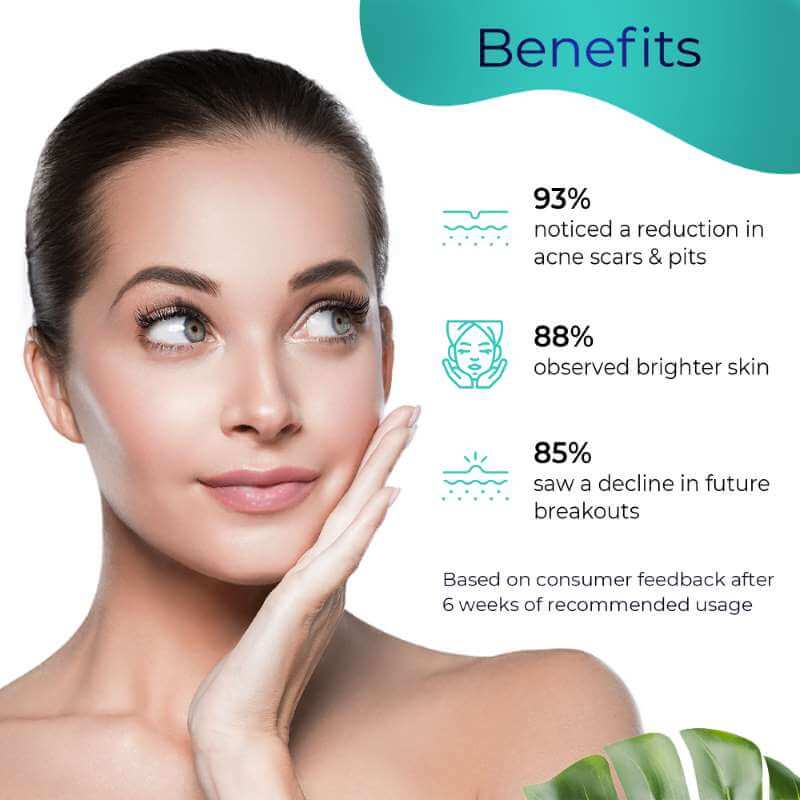 Benefits
93%
noticed a reduction in
acne scars & pits
88%
observed brighter skin
85%
saw a decline in future
breakouts
Based on consumer feedback after
6 weeks of recommended usage